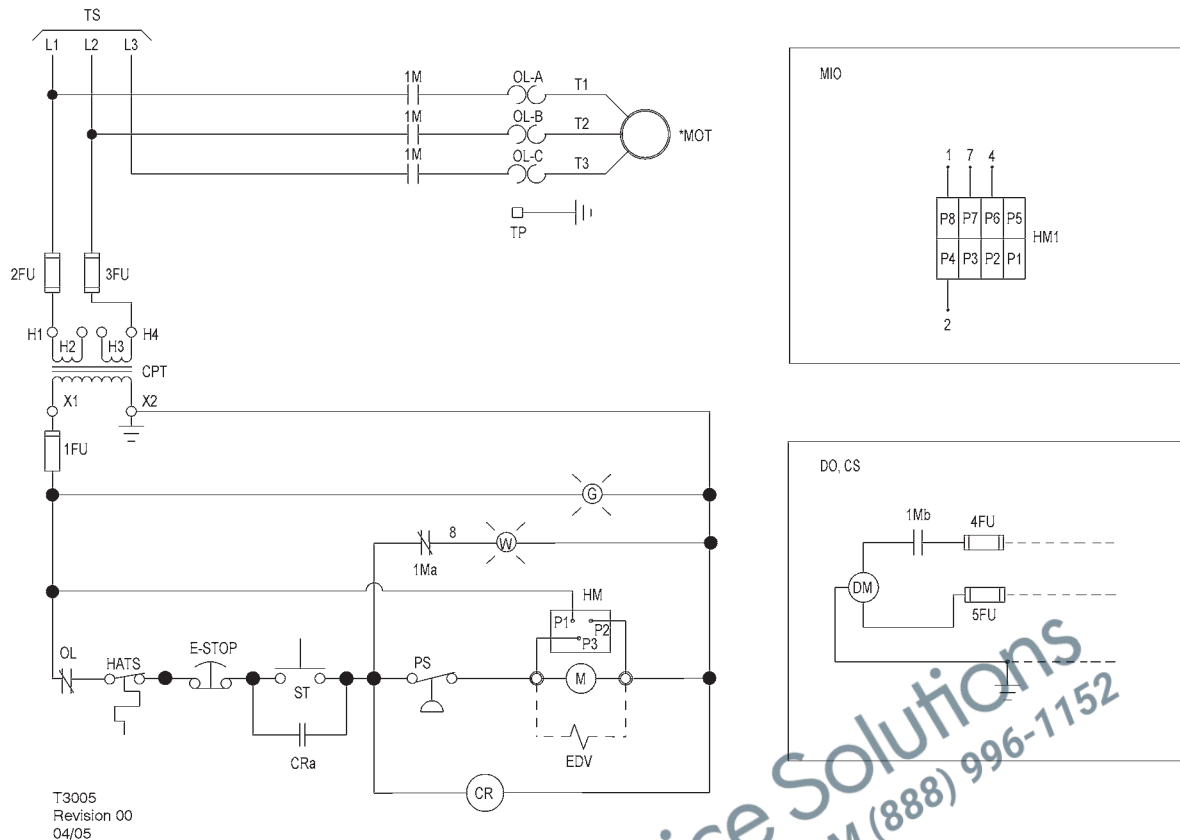 TS
L1 L2 L3
1M OL-A T1
1M OL-B T2
1M OL-C T3
*MOT
TP
2FU 3FU
H1 H2 H3 H4
CPT
X1 X2
1FU
G
8
1Ma W
HM
P1 P2
P3
OL HATS E-STOP ST PS M
CRa EDV
CR
T3005
Revision 00
04/05
MIO
1 7 4
P8 P7 P6 P5
HM1
P4 P3 P2 P1
2
DO, CS
1Mb 4FU
DM
5FU
ice Solutions
M (888) 996-1152